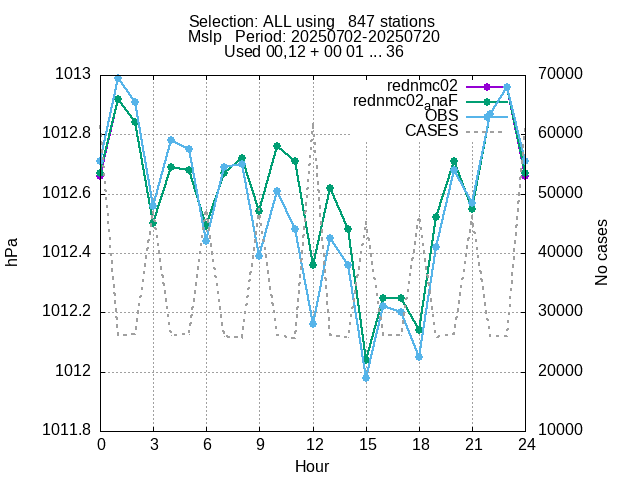 Selection: ALL using   847 stations
Mslp   Period: 20250702-20250720
Used 00,12 + 00 01 ... 36
1013
1012.8
1012.6
1012.4
1012.2
1012
1011.8
70000
60000
50000
40000
30000
20000
10000
0 3 6 9 12 15 18 21 24
hPa
No cases
Hour
rednmc02
rednmc02anaF
OBS
CASES